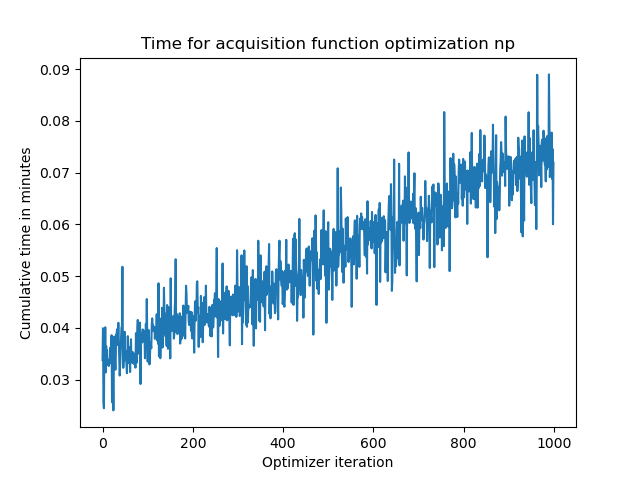 Time for acquisition function optimization np
0.09
0.08
0.07
0.06
0.05
0.04
0.03
Cumulative time in minutes
0 200 400 600 800 1000
Optimizer iteration